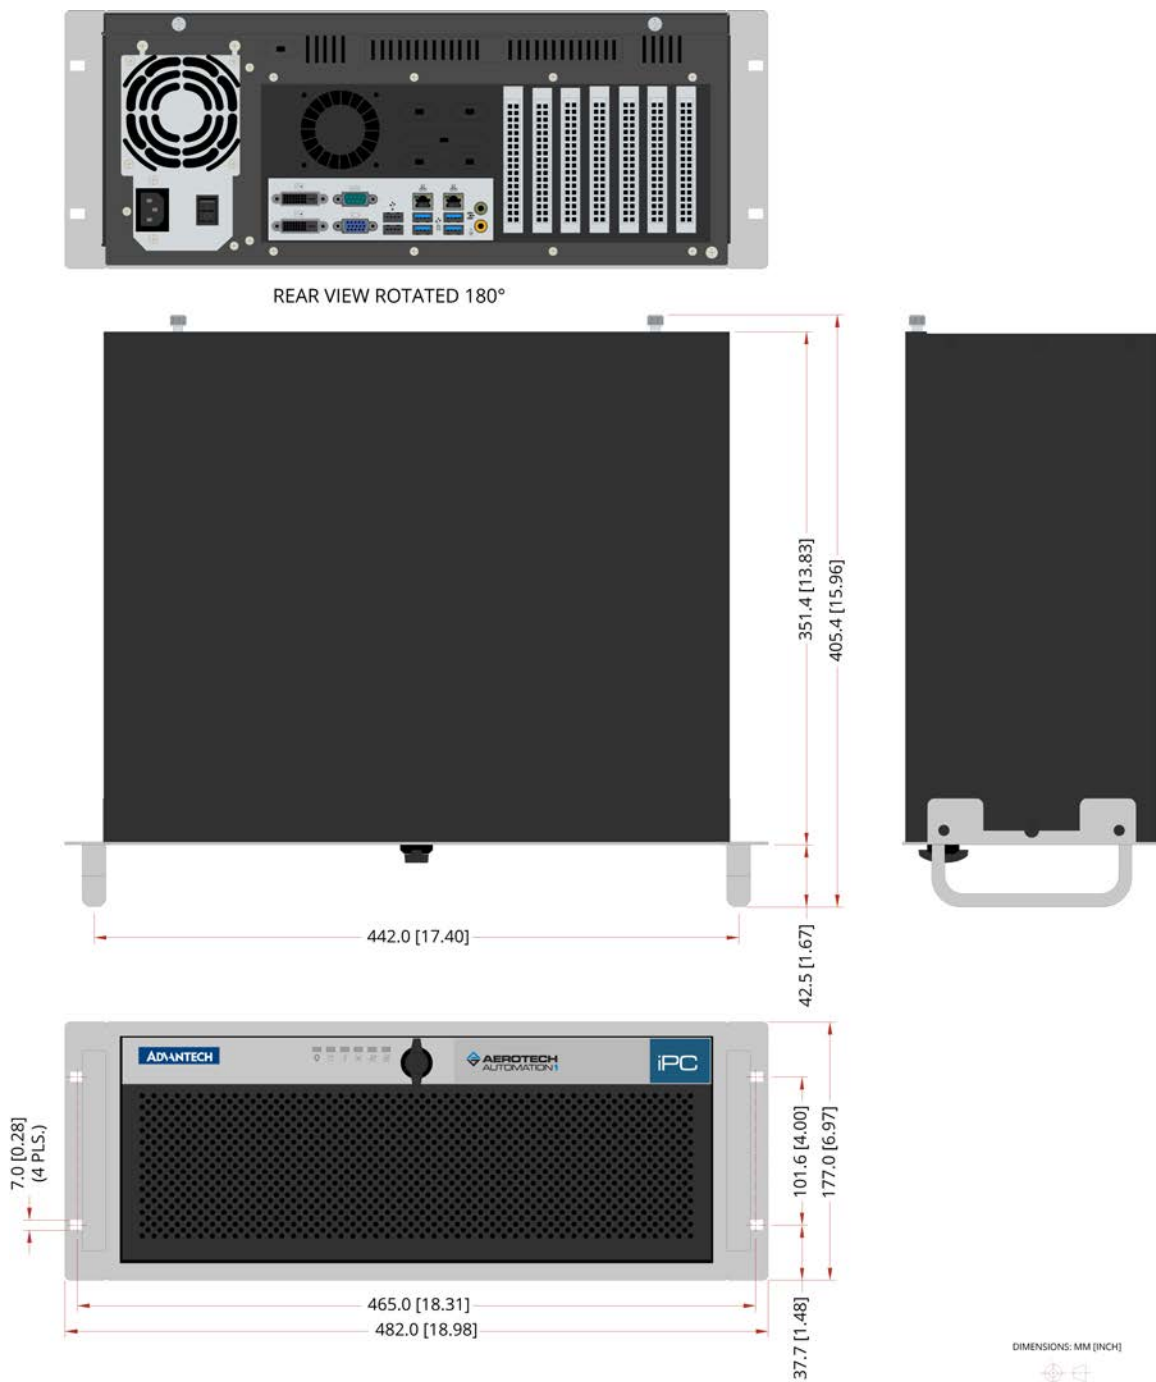 REAR VIEW ROTATED 180°
351.4 [13.83]
405.4 [15.96]
442.0 [17.40]
42.5 [1.67]
ADVANTECH
AEROTECH
AUTOMATION1
iPC
7.0 [0.28]
(4 PLS.)
101.6 [4.00]
177.0 [6.97]
465.0 [18.31]
482.0 [18.98]
37.7 [1.48]
DIMENSIONS: MM [INCH]